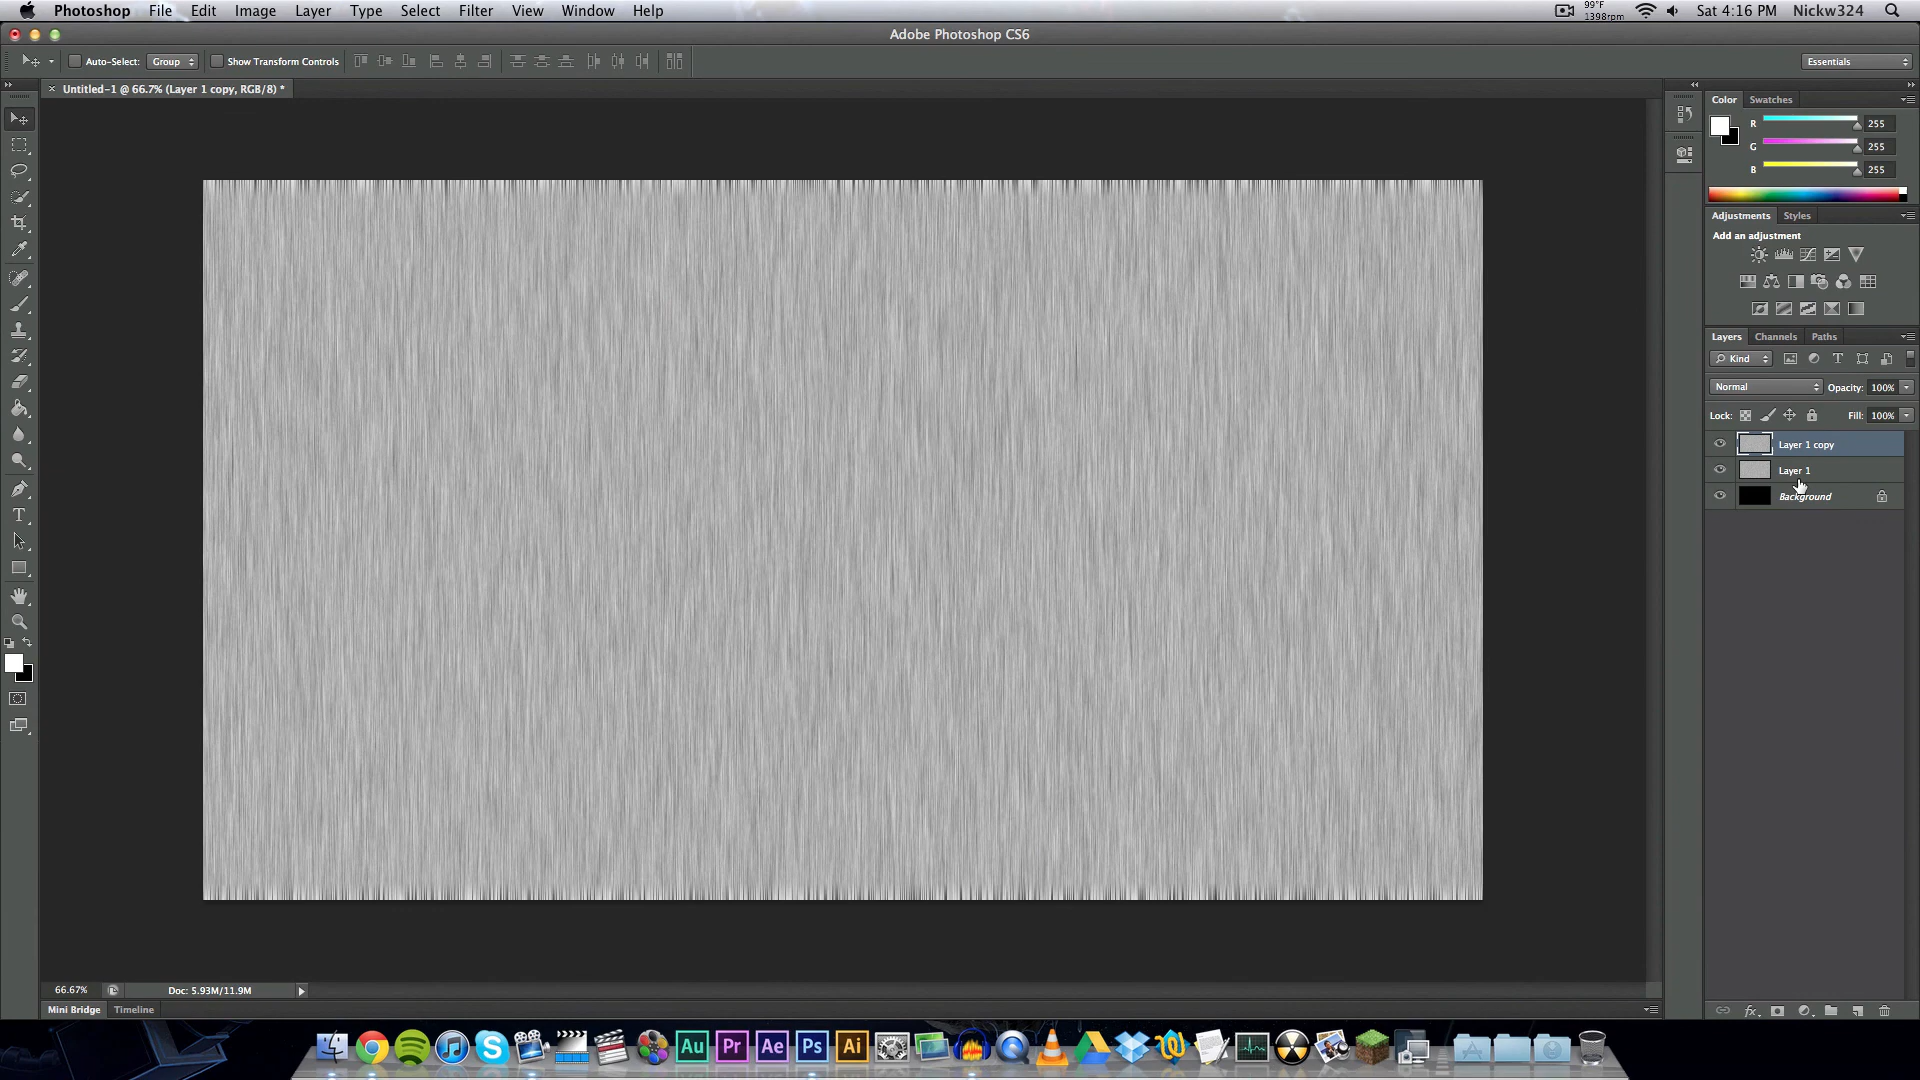 Photoshop File Edit Image Layer Type Select Filter View Window Help 99°F 1398rpm Sat 4:16 PM Nickw324
Adobe Photoshop CS6
Auto-Select: Group Show Transform Controls Essentials
× Untitled-1 @ 66.7% (Layer 1 copy, RGB/8) *
Color Swatches
R 255
G 255
B 255
Adjustments Styles
Add an adjustment
Layers Channels Paths
Kind T
Normal Opacity: 100%
Lock: Fill: 100%
Layer 1 copy
Layer 1
Background
T
66.67% Doc: 5.93M/11.9M
fx
Mini Bridge Timeline
Au Pr Ae Ps Ai